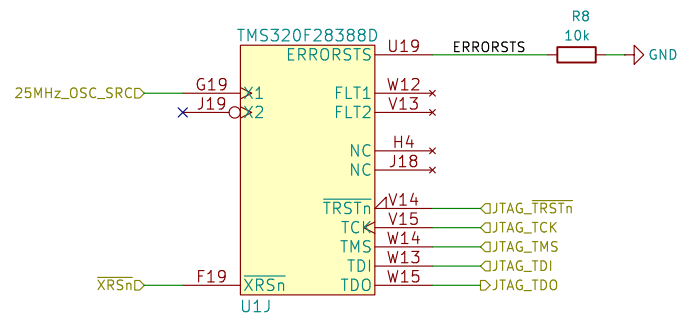 R8
10k
GND
TMS320F28388D
ERRORSTS U19 ERRORSTS
25MHz_OSC_SRC G19 X1
J19 X2
FLT1 W12
FLT2 V13
NC H4
NC J18
TRSTn V14 JTAG_TRSTn
TCK V15 JTAG_TCK
TMS W14 JTAG_TMS
TDI W13 JTAG_TDI
TDO W15 JTAG_TDO
XRSn F19 XRSn
U1J